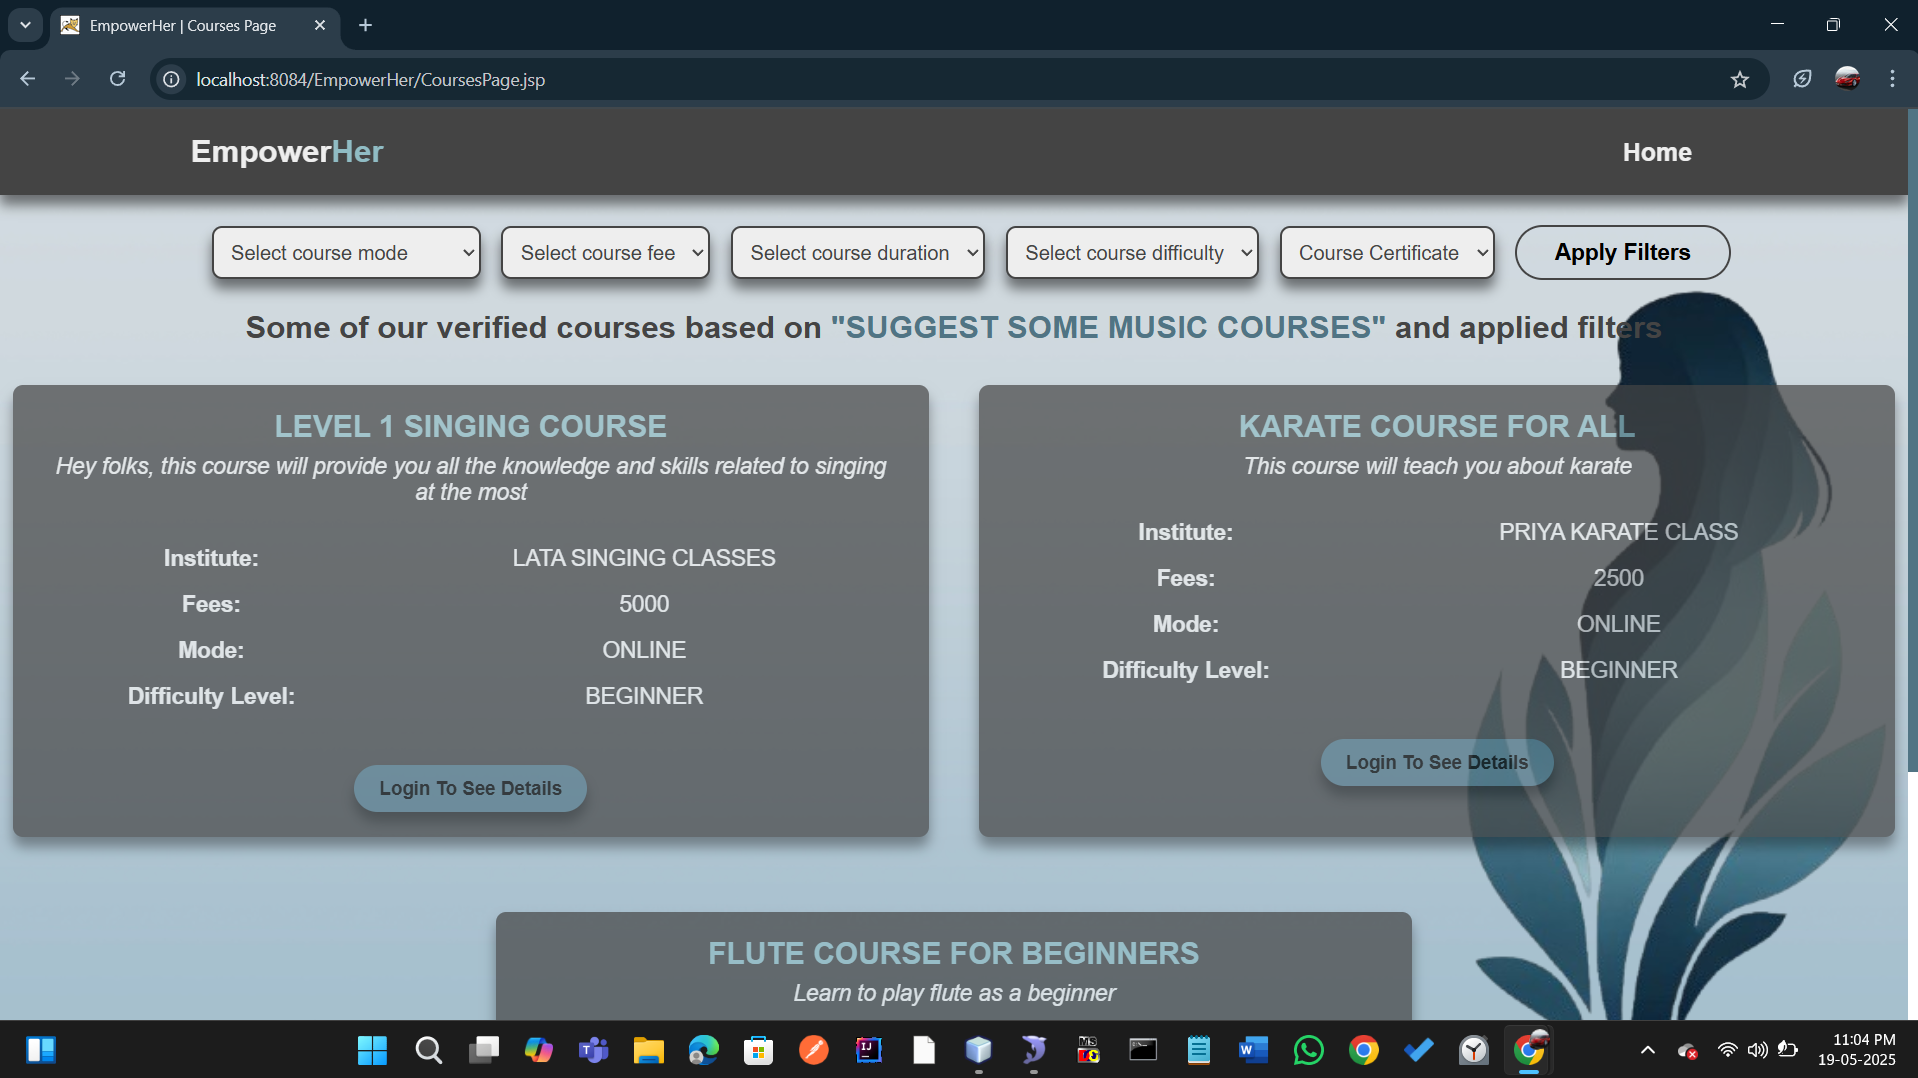 EmpowerHer | Courses Page
localhost:8084/EmpowerHer/CoursesPage.jsp
EmpowerHer
Home
Select course mode
Select course fee
Select course duration
Select course difficulty
Course Certificate
Apply Filters
Some of our verified courses based on "SUGGEST SOME MUSIC COURSES" and applied filters
LEVEL 1 SINGING COURSE
Hey folks, this course will provide you all the knowledge and skills related to singing
at the most
Institute: LATA SINGING CLASSES
Fees: 5000
Mode: ONLINE
Difficulty Level: BEGINNER
Login To See Details
KARATE COURSE FOR ALL
This course will teach you about karate
Institute: PRIYA KARATE CLASS
Fees: 2500
Mode: ONLINE
Difficulty Level: BEGINNER
Login To See Details
FLUTE COURSE FOR BEGINNERS
Learn to play flute as a beginner
11:04 PM
19-05-2025